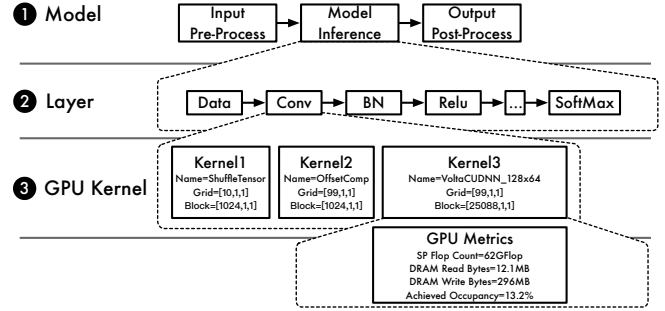 1 Model
Input
Pre-Process
Model
Inference
Output
Post-Process
2 Layer
Data
Conv
BN
Relu
...
SoftMax
3 GPU Kernel
Kernel1
Name=ShuffleTensor
Grid=[10,1,1]
Block=[1024,1,1]
Kernel2
Name=OffsetComp
Grid=[99,1,1]
Block=[1024,1,1]
Kernel3
Name=VoltaCUDNN_128x64
Grid=[99,1,1]
Block=[25088,1,1]
GPU Metrics
SP Flop Count=62GFlop
DRAM Read Bytes=12.1MB
DRAM Write Bytes=296MB
Achieved Occupancy=13.2%